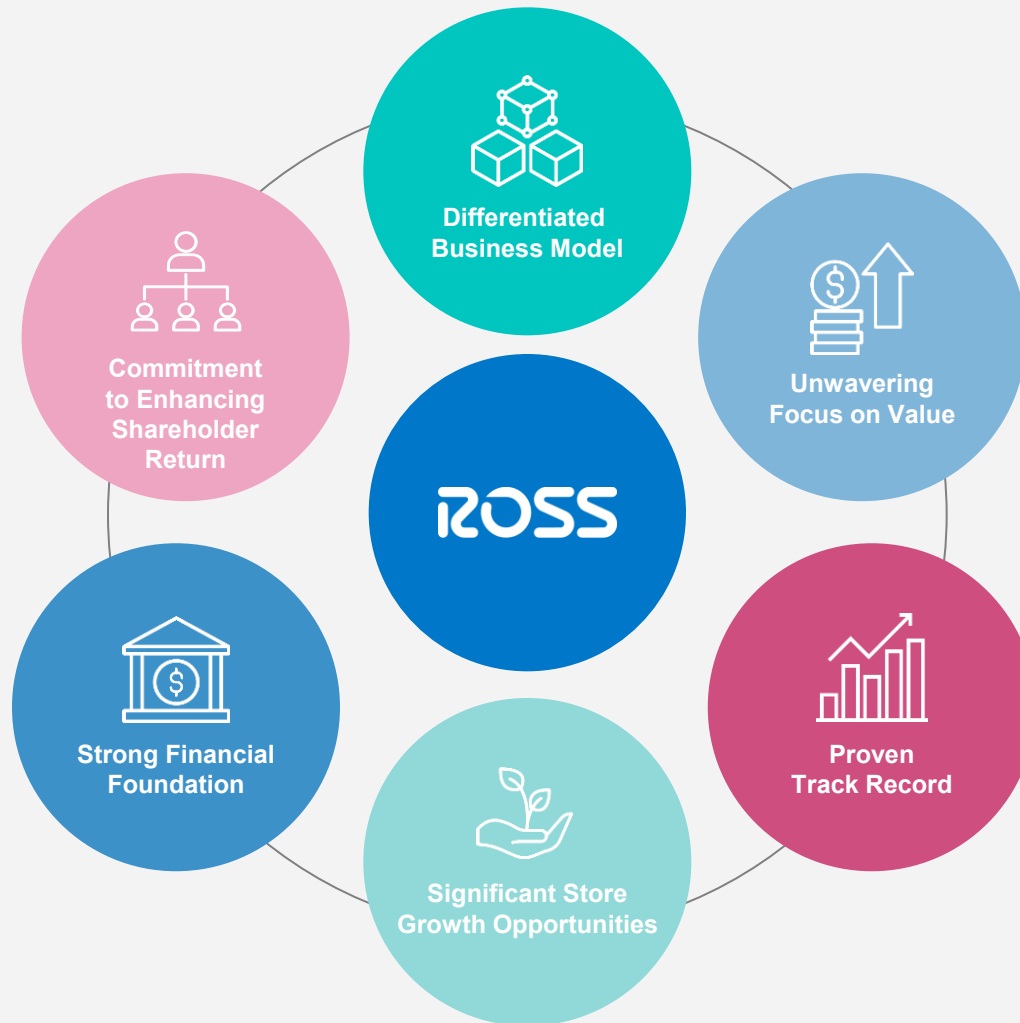 Differentiated
Business Model
Unwavering
Focus on Value
Proven
Track Record
Significant Store
Growth Opportunities
Strong Financial
Foundation
Commitment
to Enhancing
Shareholder
Return
ROSS
$
$